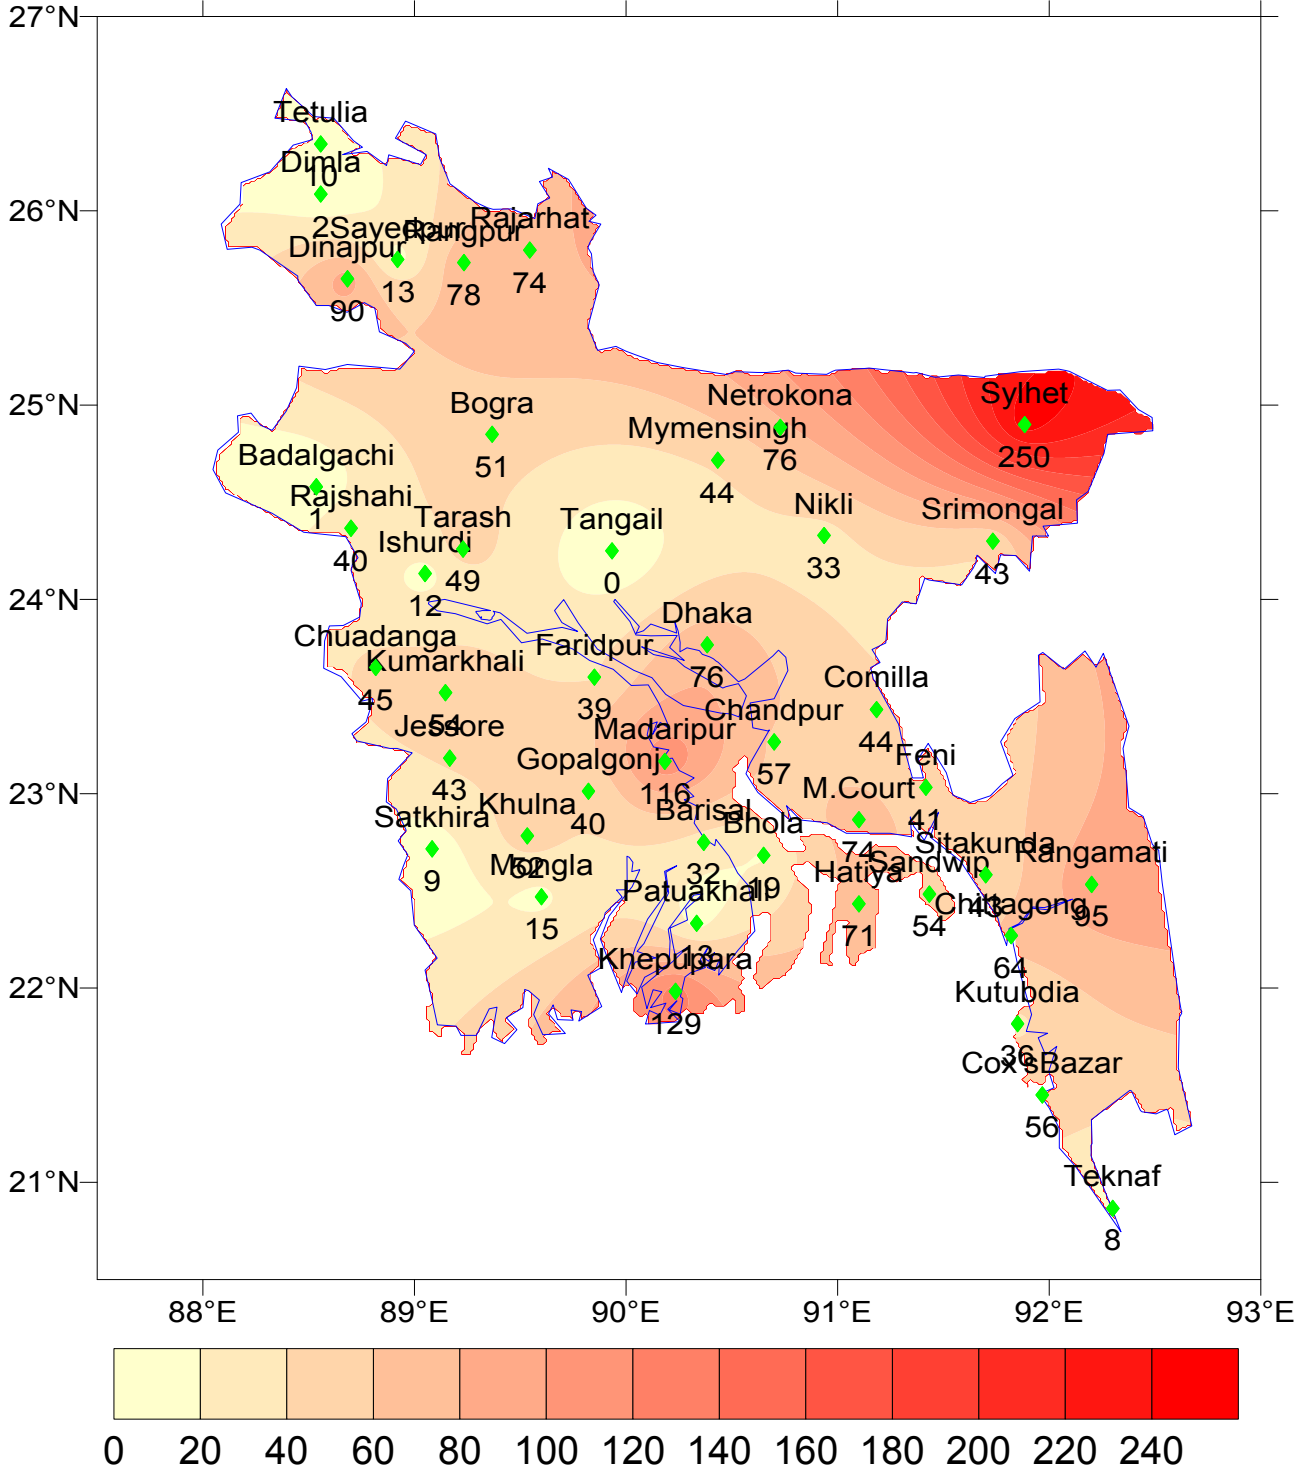 27°N
Tetulia
10
Dimla
26°N
2
Sayedpur
Rangpur
Rajarhat
Dinajpur
90
13
78
74
25°N
Bogra
51
Netrokona
76
Sylhet
250
Mymensingh
44
Badalgachi
1
Rajshahi
40
Tarash
49
Ishurdi
12
Tangail
0
Nikli
33
Srimongal
43
24°N
Dhaka
76
Chuadanga
45
Kumarkhali
54
Faridpur
39
Comilla
44
Chandpur
57
Jessore
43
Madaripur
116
Gopalgonj
40
Feni
41
23°N
M.Court
74
Satkhira
9
Khulna
52
Barisal
32
Bhola
19
Sitakunda
43
Rangamati
95
Mongla
15
Hatiya
71
Sandwip
54
Patuakhali
13
Chittagong
64
22°N
Khepupara
129
Kutubdia
36
Cox'sBazar
56
21°N
Teknaf
8
88°E 89°E 90°E 91°E 92°E 93°E
0 20 40 60 80 100 120 140 160 180 200 220 240